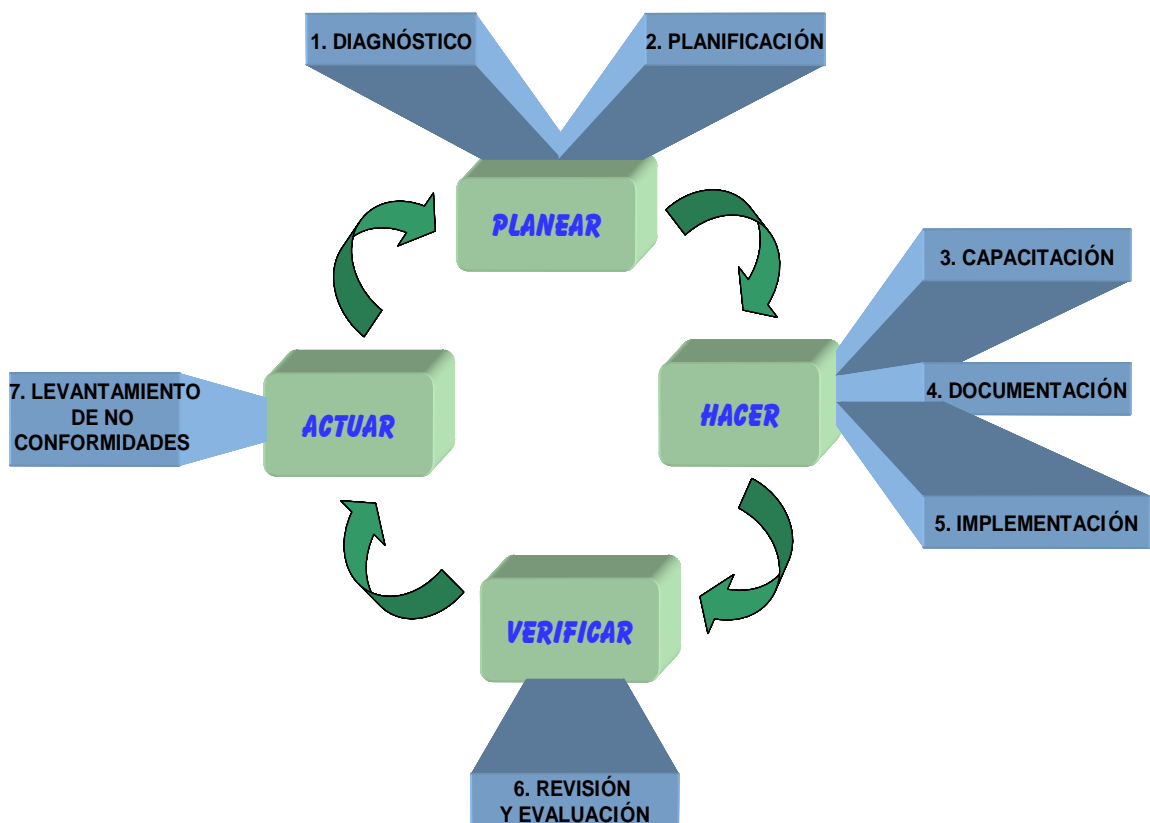 1. DIAGNÓSTICO
2. PLANIFICACIÓN
PLANEAR
3. CAPACITACIÓN
4. DOCUMENTACIÓN
HACER
5. IMPLEMENTACIÓN
VERIFICAR
6. REVISIÓN
Y EVALUACIÓN
ACTUAR
7. LEVANTAMIENTO
DE NO
CONFORMIDADES